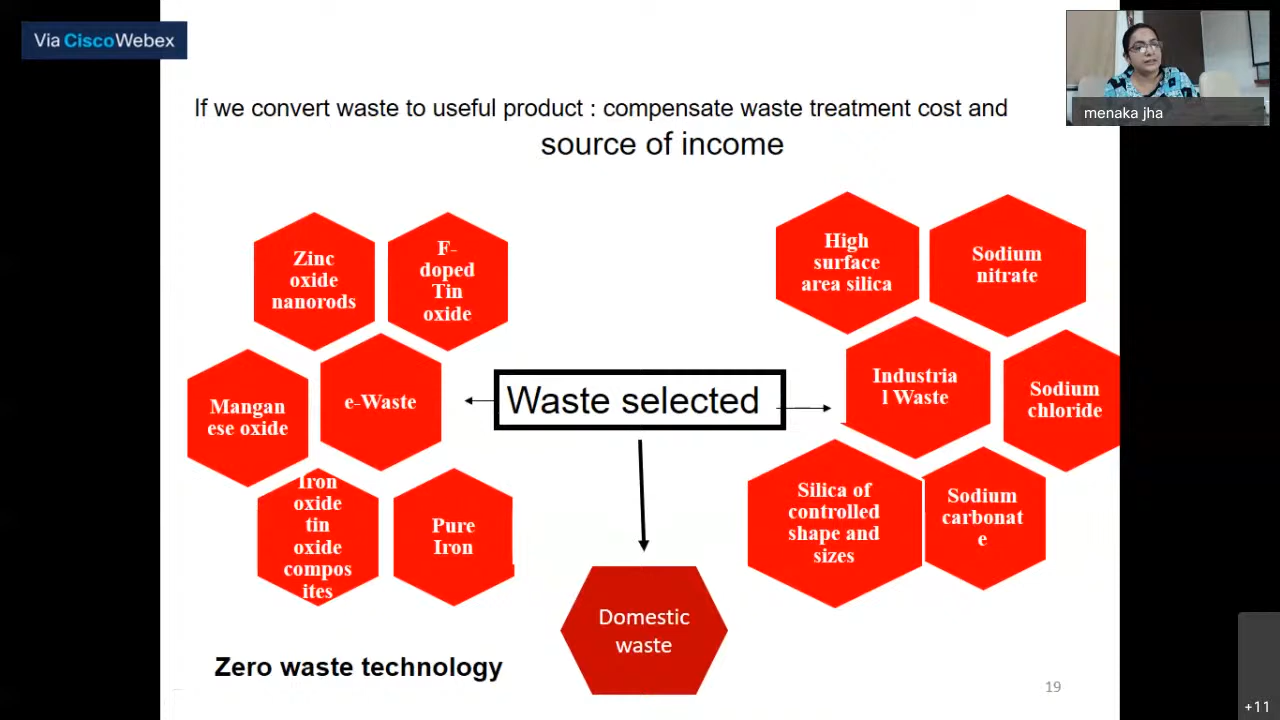 Via CiscoWebex
menaka jha
If we convert waste to useful product : compensate waste treatment cost and
source of income
Zinc
oxide
nanorods
F-
doped
Tin
oxide
High
surface
area silica
Sodium
nitrate
Mangan
ese oxide
e-Waste
Waste selected
Industria
l Waste
Sodium
chloride
Iron
oxide
tin
oxide
compos
ites
Pure
Iron
Silica of
controlled
shape and
sizes
Sodium
carbonat
e
Domestic
waste
Zero waste technology
19
+11